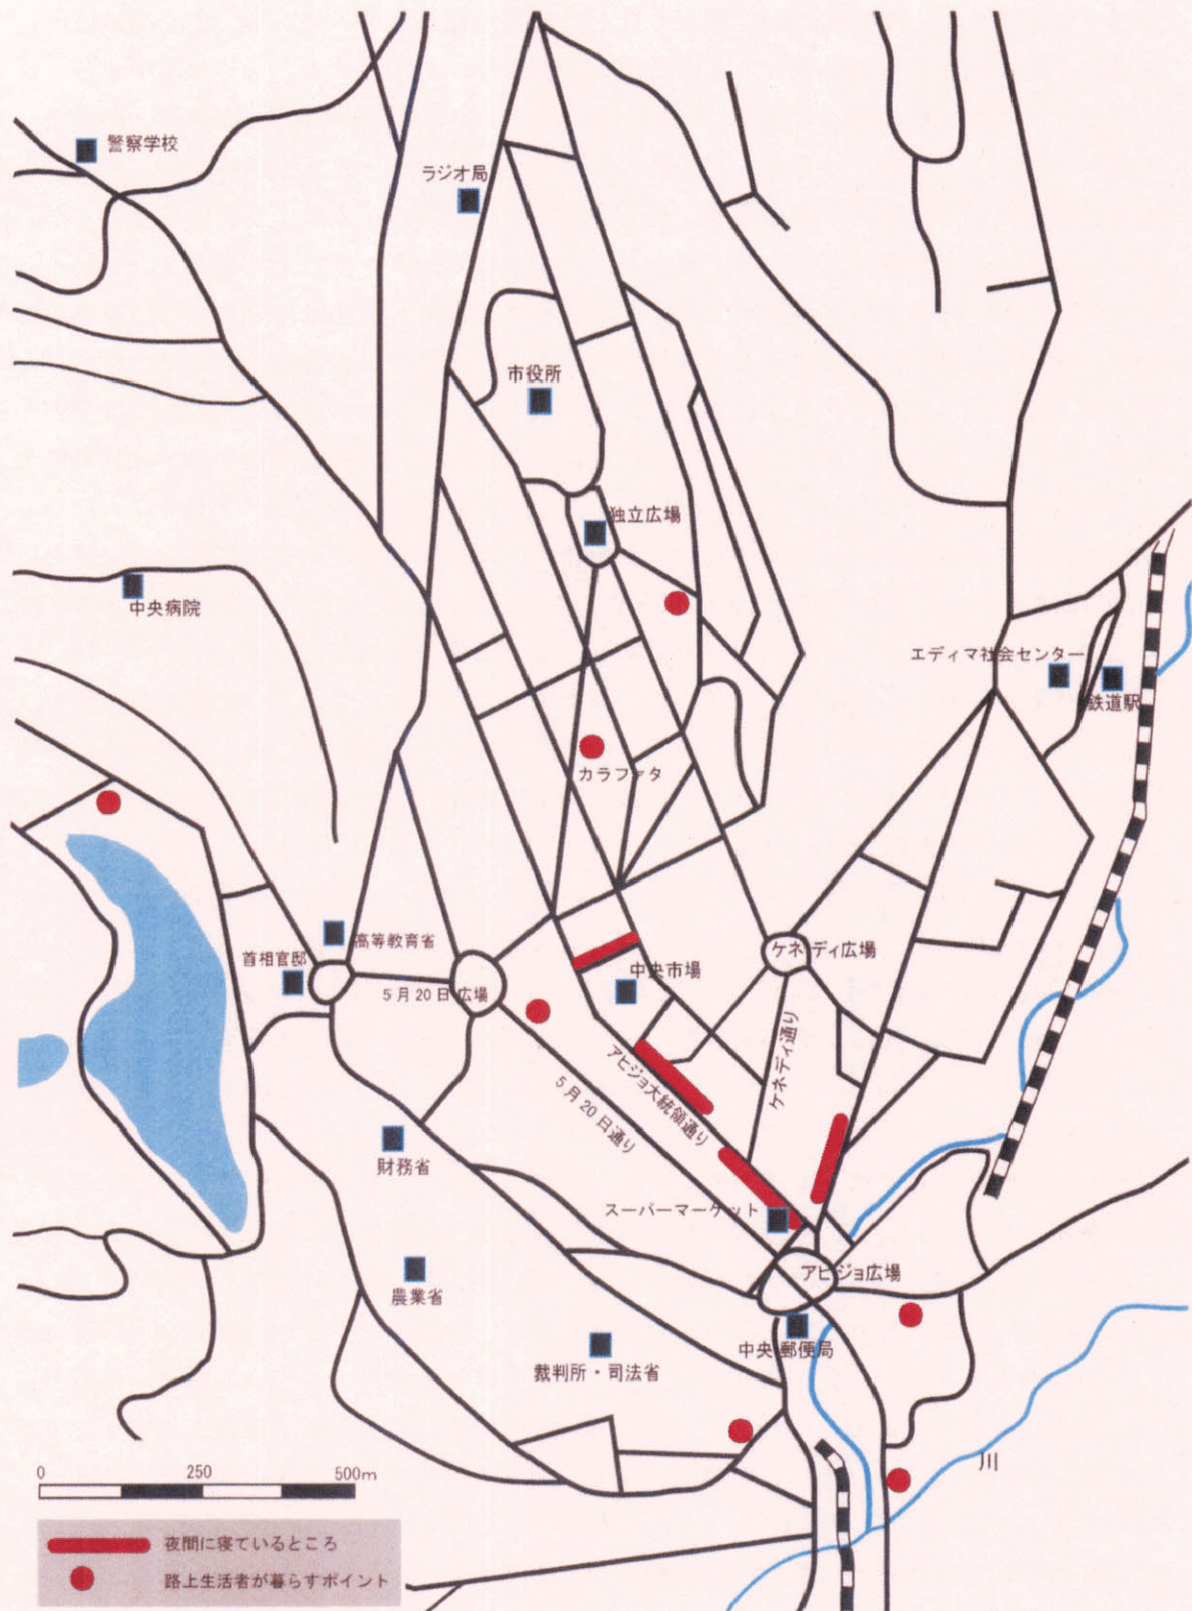 警察学校
ラジオ局
市役所
独立広場
中央病院
エディマ社会センター
鉄道駅
カラファタ
高等教育省
首相官邸
5月20日広場
ケネディ広場
中央市場
ケネディ通り
アヒジョ大統領通り
5月20日通り
財務省
スーパーマーケット
アヒジョ広場
農業省
中央郵便局
裁判所・司法省
川
0 250 500m
夜間に寝ているところ
路上生活者が暮らすポイント